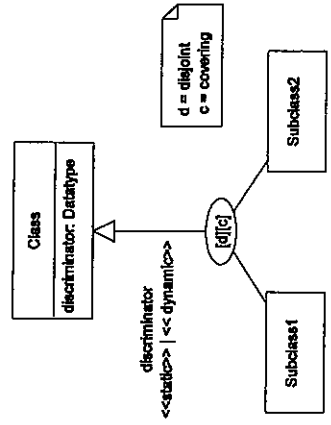 Class
discriminator: Datatype
d = disjoint
c = covering
discriminator
<<static>> | << dynamic>>
[d][c]
Subclass1
Subclass2